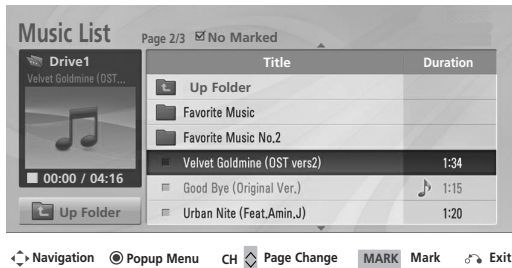 Music List Page 2/3 No Marked
Drive1
Velvet Goldmine (OST...
00:00 / 04:16
Up Folder
Title Duration
Up Folder
Favorite Music
Favorite Music No.2
Velvet Goldmine (OST vers2) 1:34
Good Bye (Original Ver.) 1:15
Urban Nite (Feat.Amin.J) 1:20
Navigation Popup Menu CH Page Change MARK Mark Exit